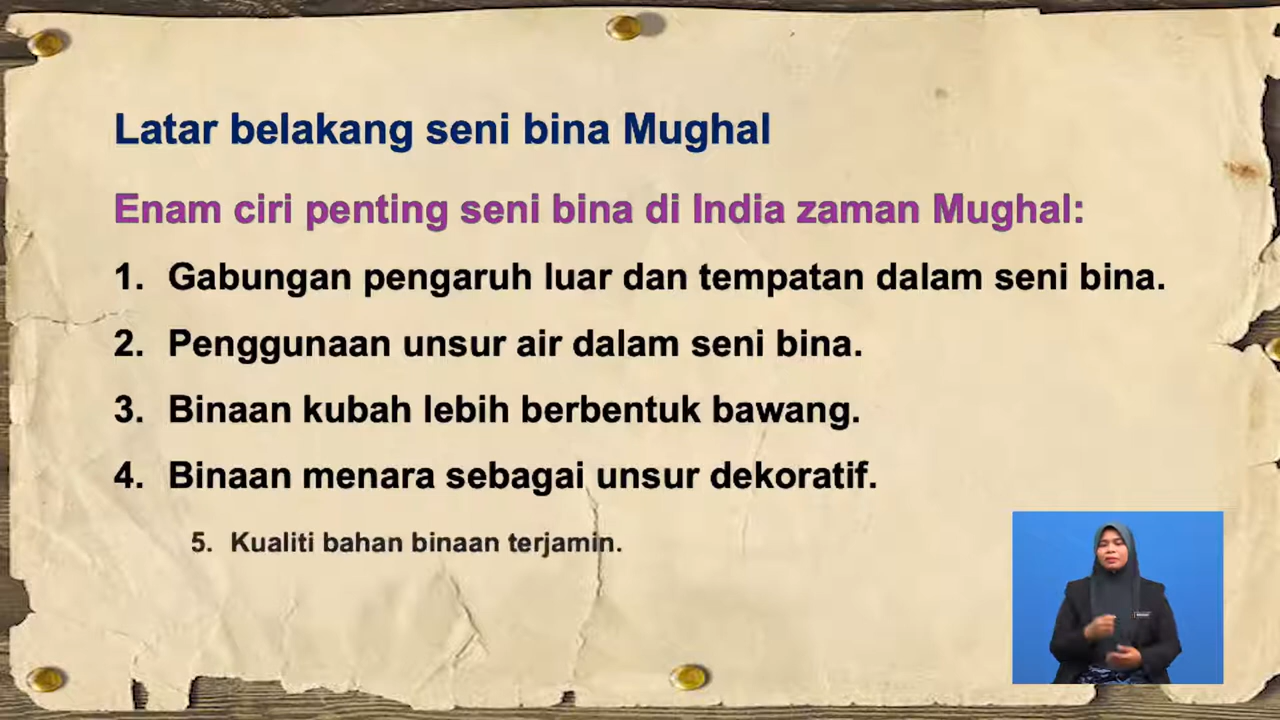 Latar belakang seni bina Mughal
Enam ciri penting seni bina di India zaman Mughal:
1. Gabungan pengaruh luar dan tempatan dalam seni bina.
2. Penggunaan unsur air dalam seni bina.
3. Binaan kubah lebih berbentuk bawang.
4. Binaan menara sebagai unsur dekoratif.
5. Kualiti bahan binaan terjamin.